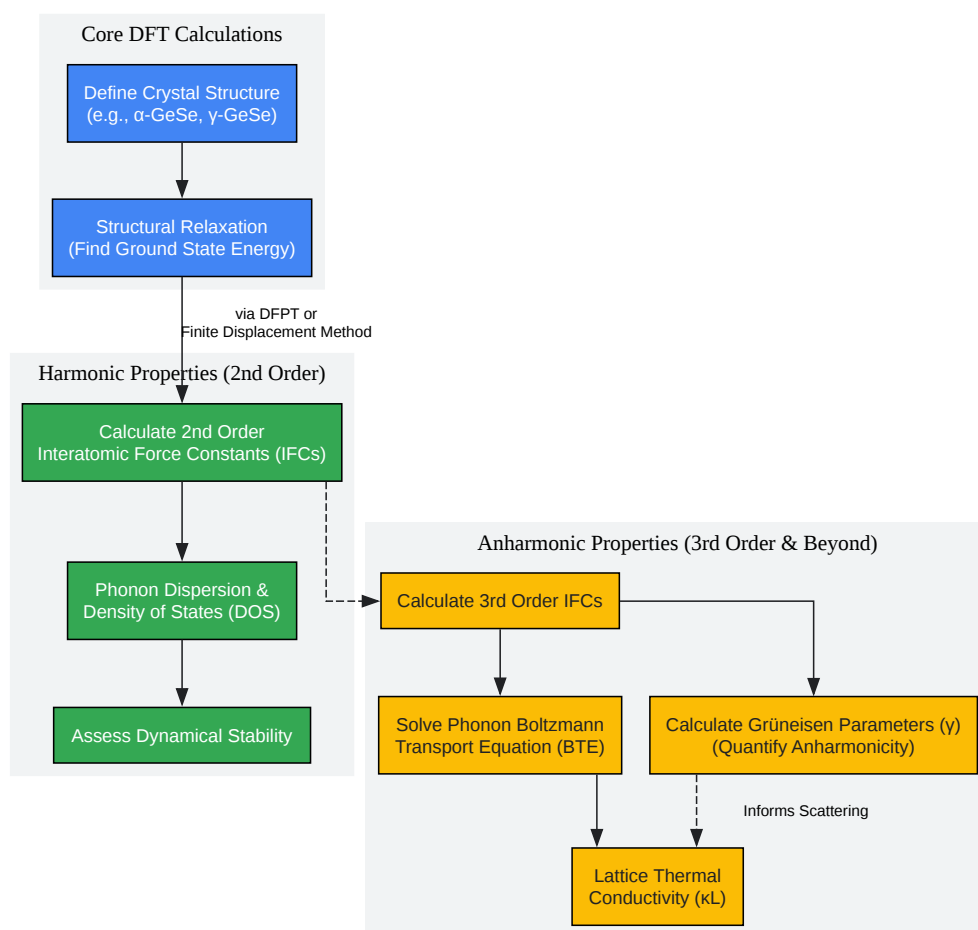 Core DFT Calculations
Define Crystal Structure
(e.g., α-GeSe, γ-GeSe)
Structural Relaxation
(Find Ground State Energy)
via DFPT or
Finite Displacement Method
Harmonic Properties (2nd Order)
Calculate 2nd Order
Interatomic Force Constants (IFCs)
Phonon Dispersion &
Density of States (DOS)
Assess Dynamical Stability
Anharmonic Properties (3rd Order & Beyond)
Calculate 3rd Order IFCs
Solve Phonon Boltzmann
Transport Equation (BTE)
Calculate Grüneisen Parameters (γ)
(Quantify Anharmonicity)
Informs Scattering
Lattice Thermal
Conductivity (κL)